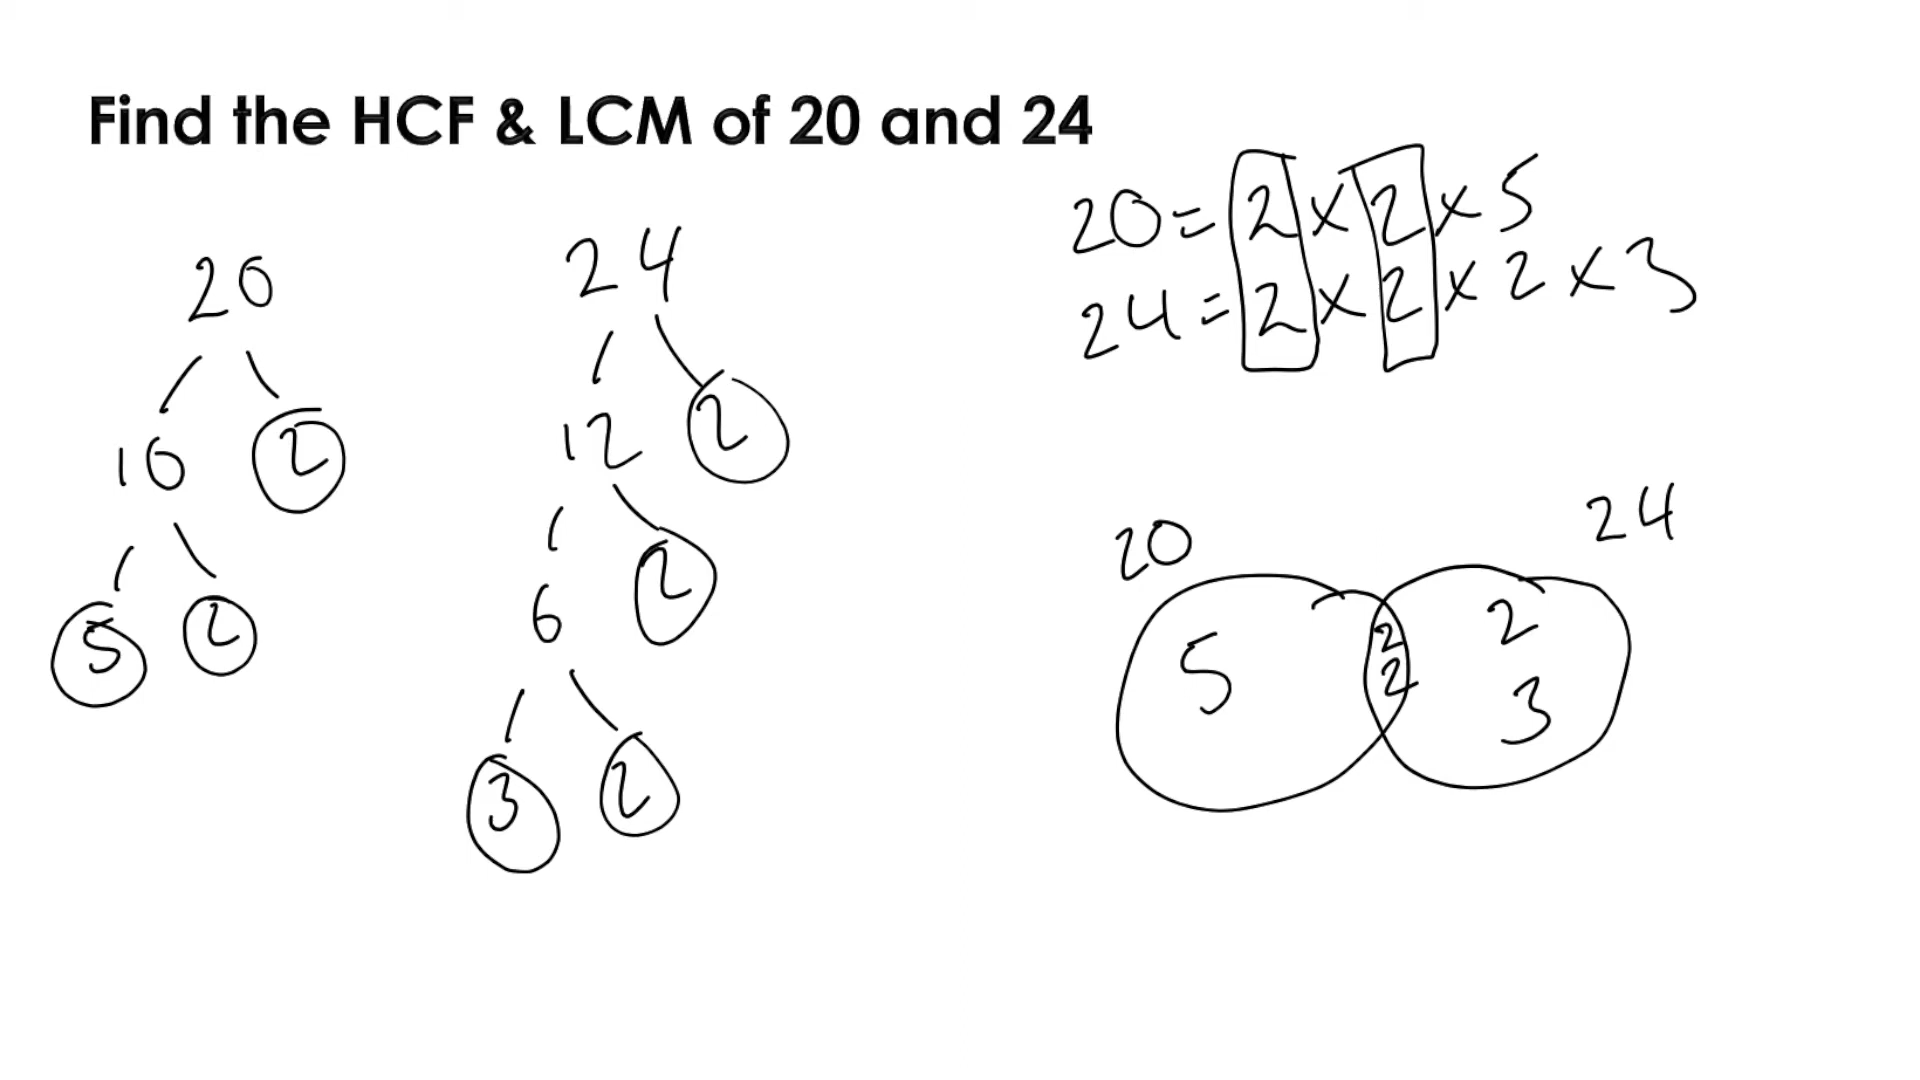 Find the HCF & LCM of 20 and 24
20
10 2
5 2
24
12 2
6 2
3 2
20 = 2 x 2 x 5
24 = 2 x 2 x 2 x 3
20 24
5 2 2
2 3